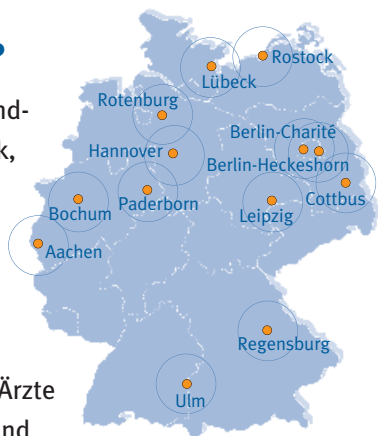 ?
nd-
k,
Rostock
Lübeck
Rotenburg
Berlin-Charité
Hannover
Berlin-Heckeshorn
Paderborn
Cottbus
Bochum
Leipzig
Aachen
Regensburg
Ärzte
Ulm
nd